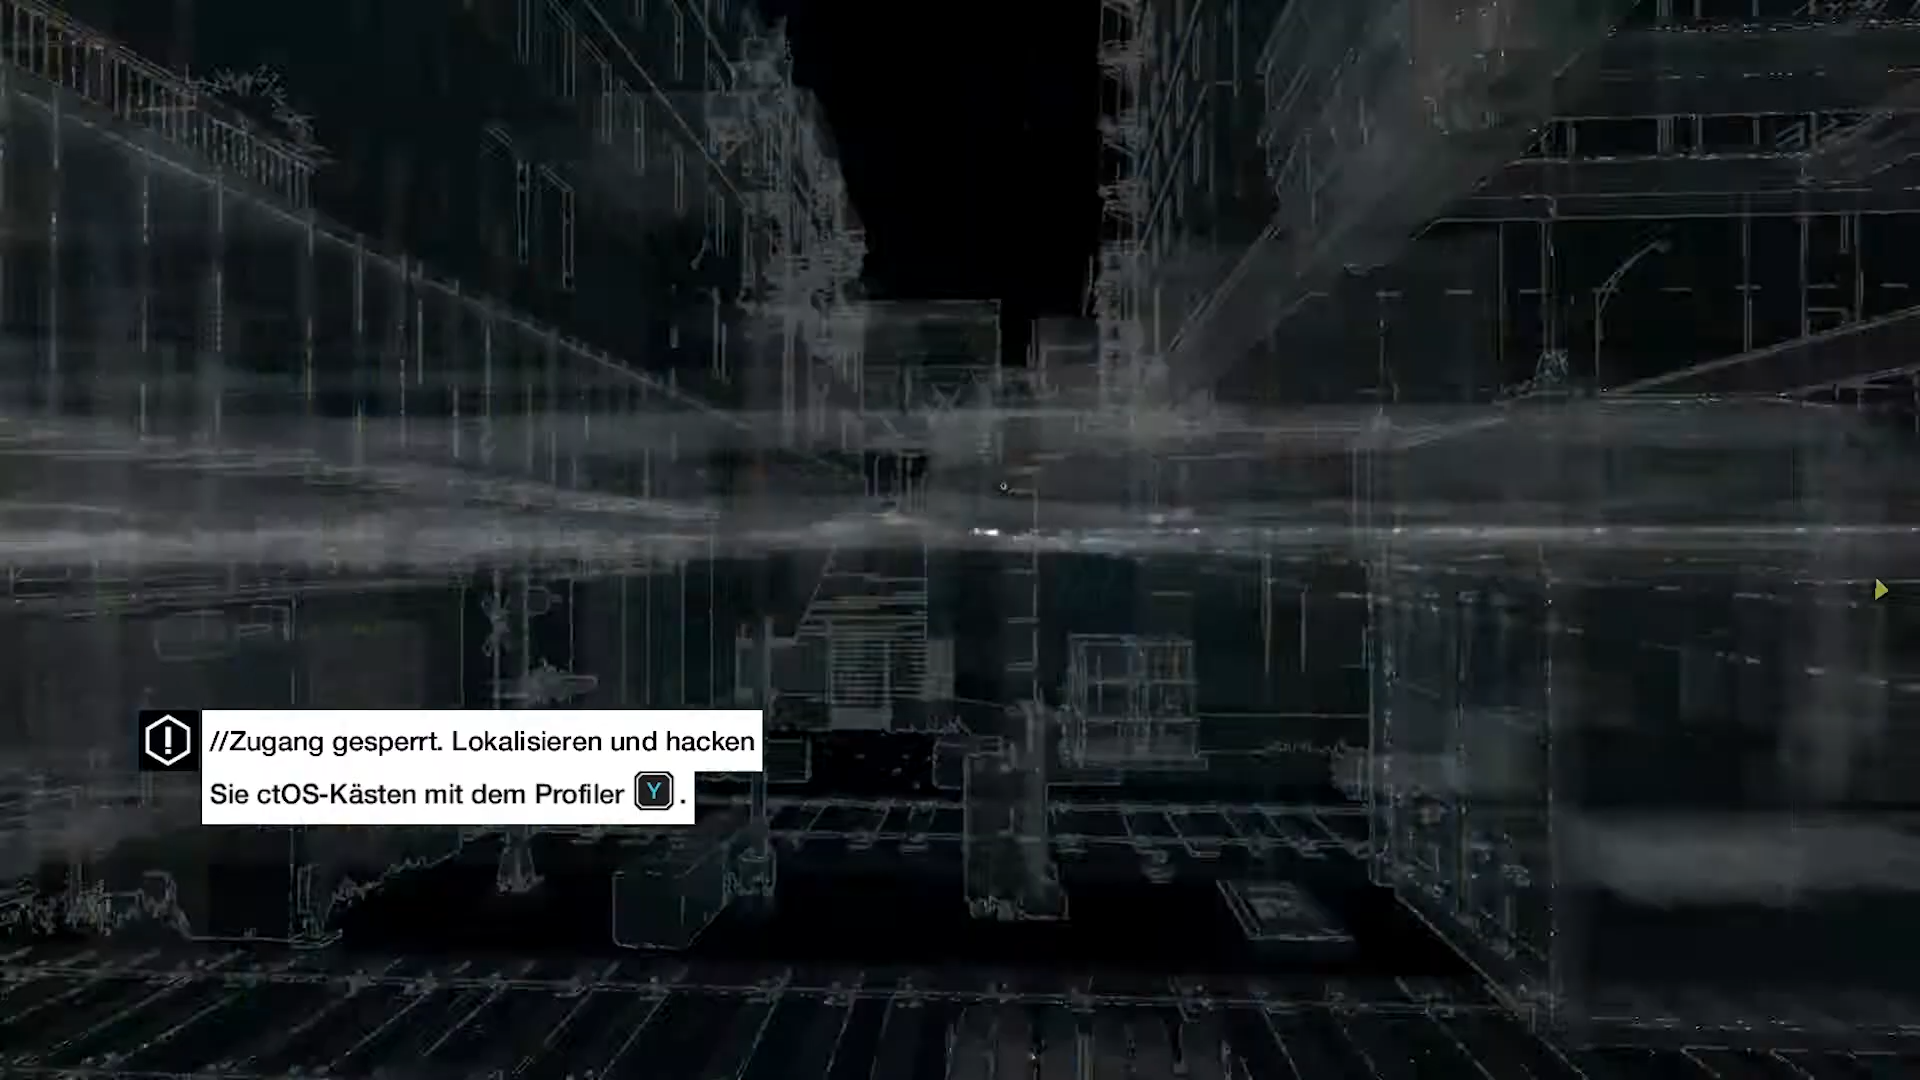 //Zugang gesperrt. Lokalisieren und hacken
Sie ctOS-Kästen mit dem Profiler Y .